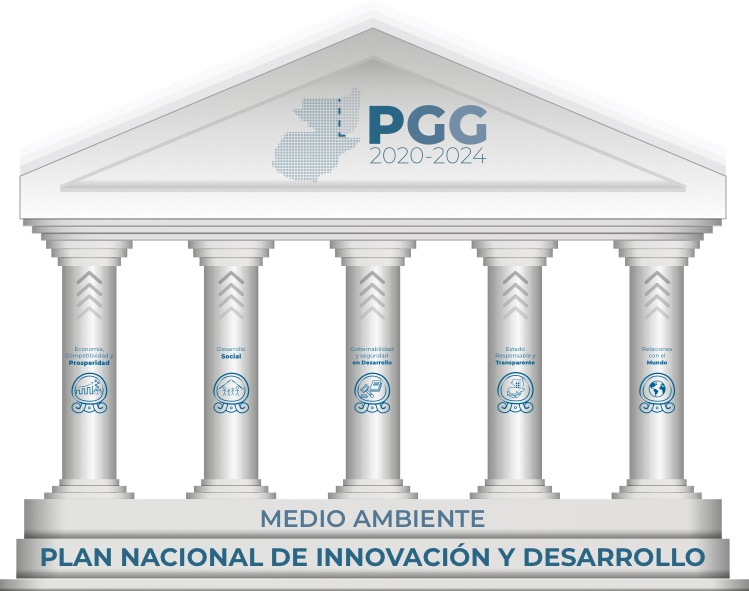 PGG
2020-2024
Economía,
Competitividad y
Prosperidad
Desarrollo
Social
Gobernabilidad
y seguridad
en Desarrollo
Estado
Responsable y
Transparente
Relaciones
con el
Mundo
MEDIO AMBIENTE
PLAN NACIONAL DE INNOVACIÓN Y DESARROLLO